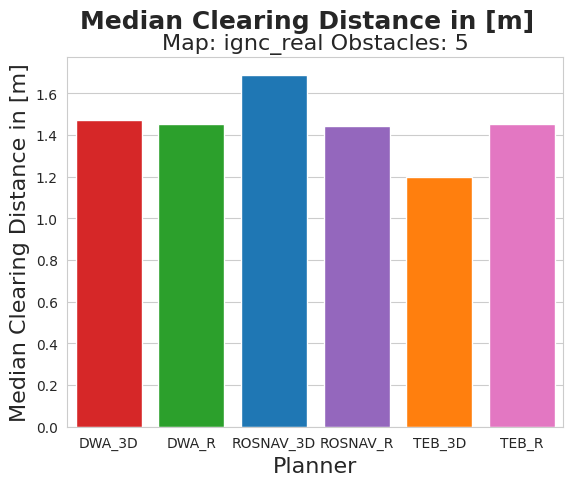 Median Clearing Distance in [m]
Map: ignc_real Obstacles: 5
Median Clearing Distance in [m]
1.6
1.4
1.2
1.0
0.8
0.6
0.4
0.2
0.0
DWA_3D DWA_R ROSNAV_3D ROSNAV_R TEB_3D TEB_R
Planner